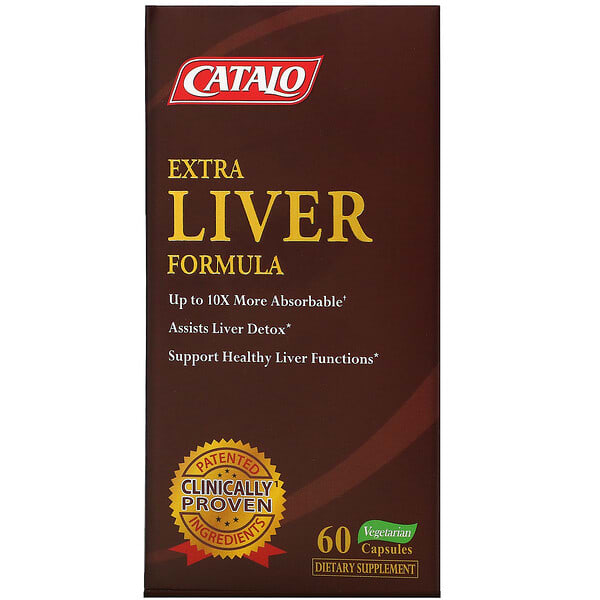 CATALO
EXTRA
LIVER
FORMULA
Up to 10X More Absorbable†
Assists Liver Detox*
Support Healthy Liver Functions*
PATENTED
CLINICALLY†
PROVEN
INGREDIENTS
60 Vegetarian
Capsules
DIETARY SUPPLEMENT